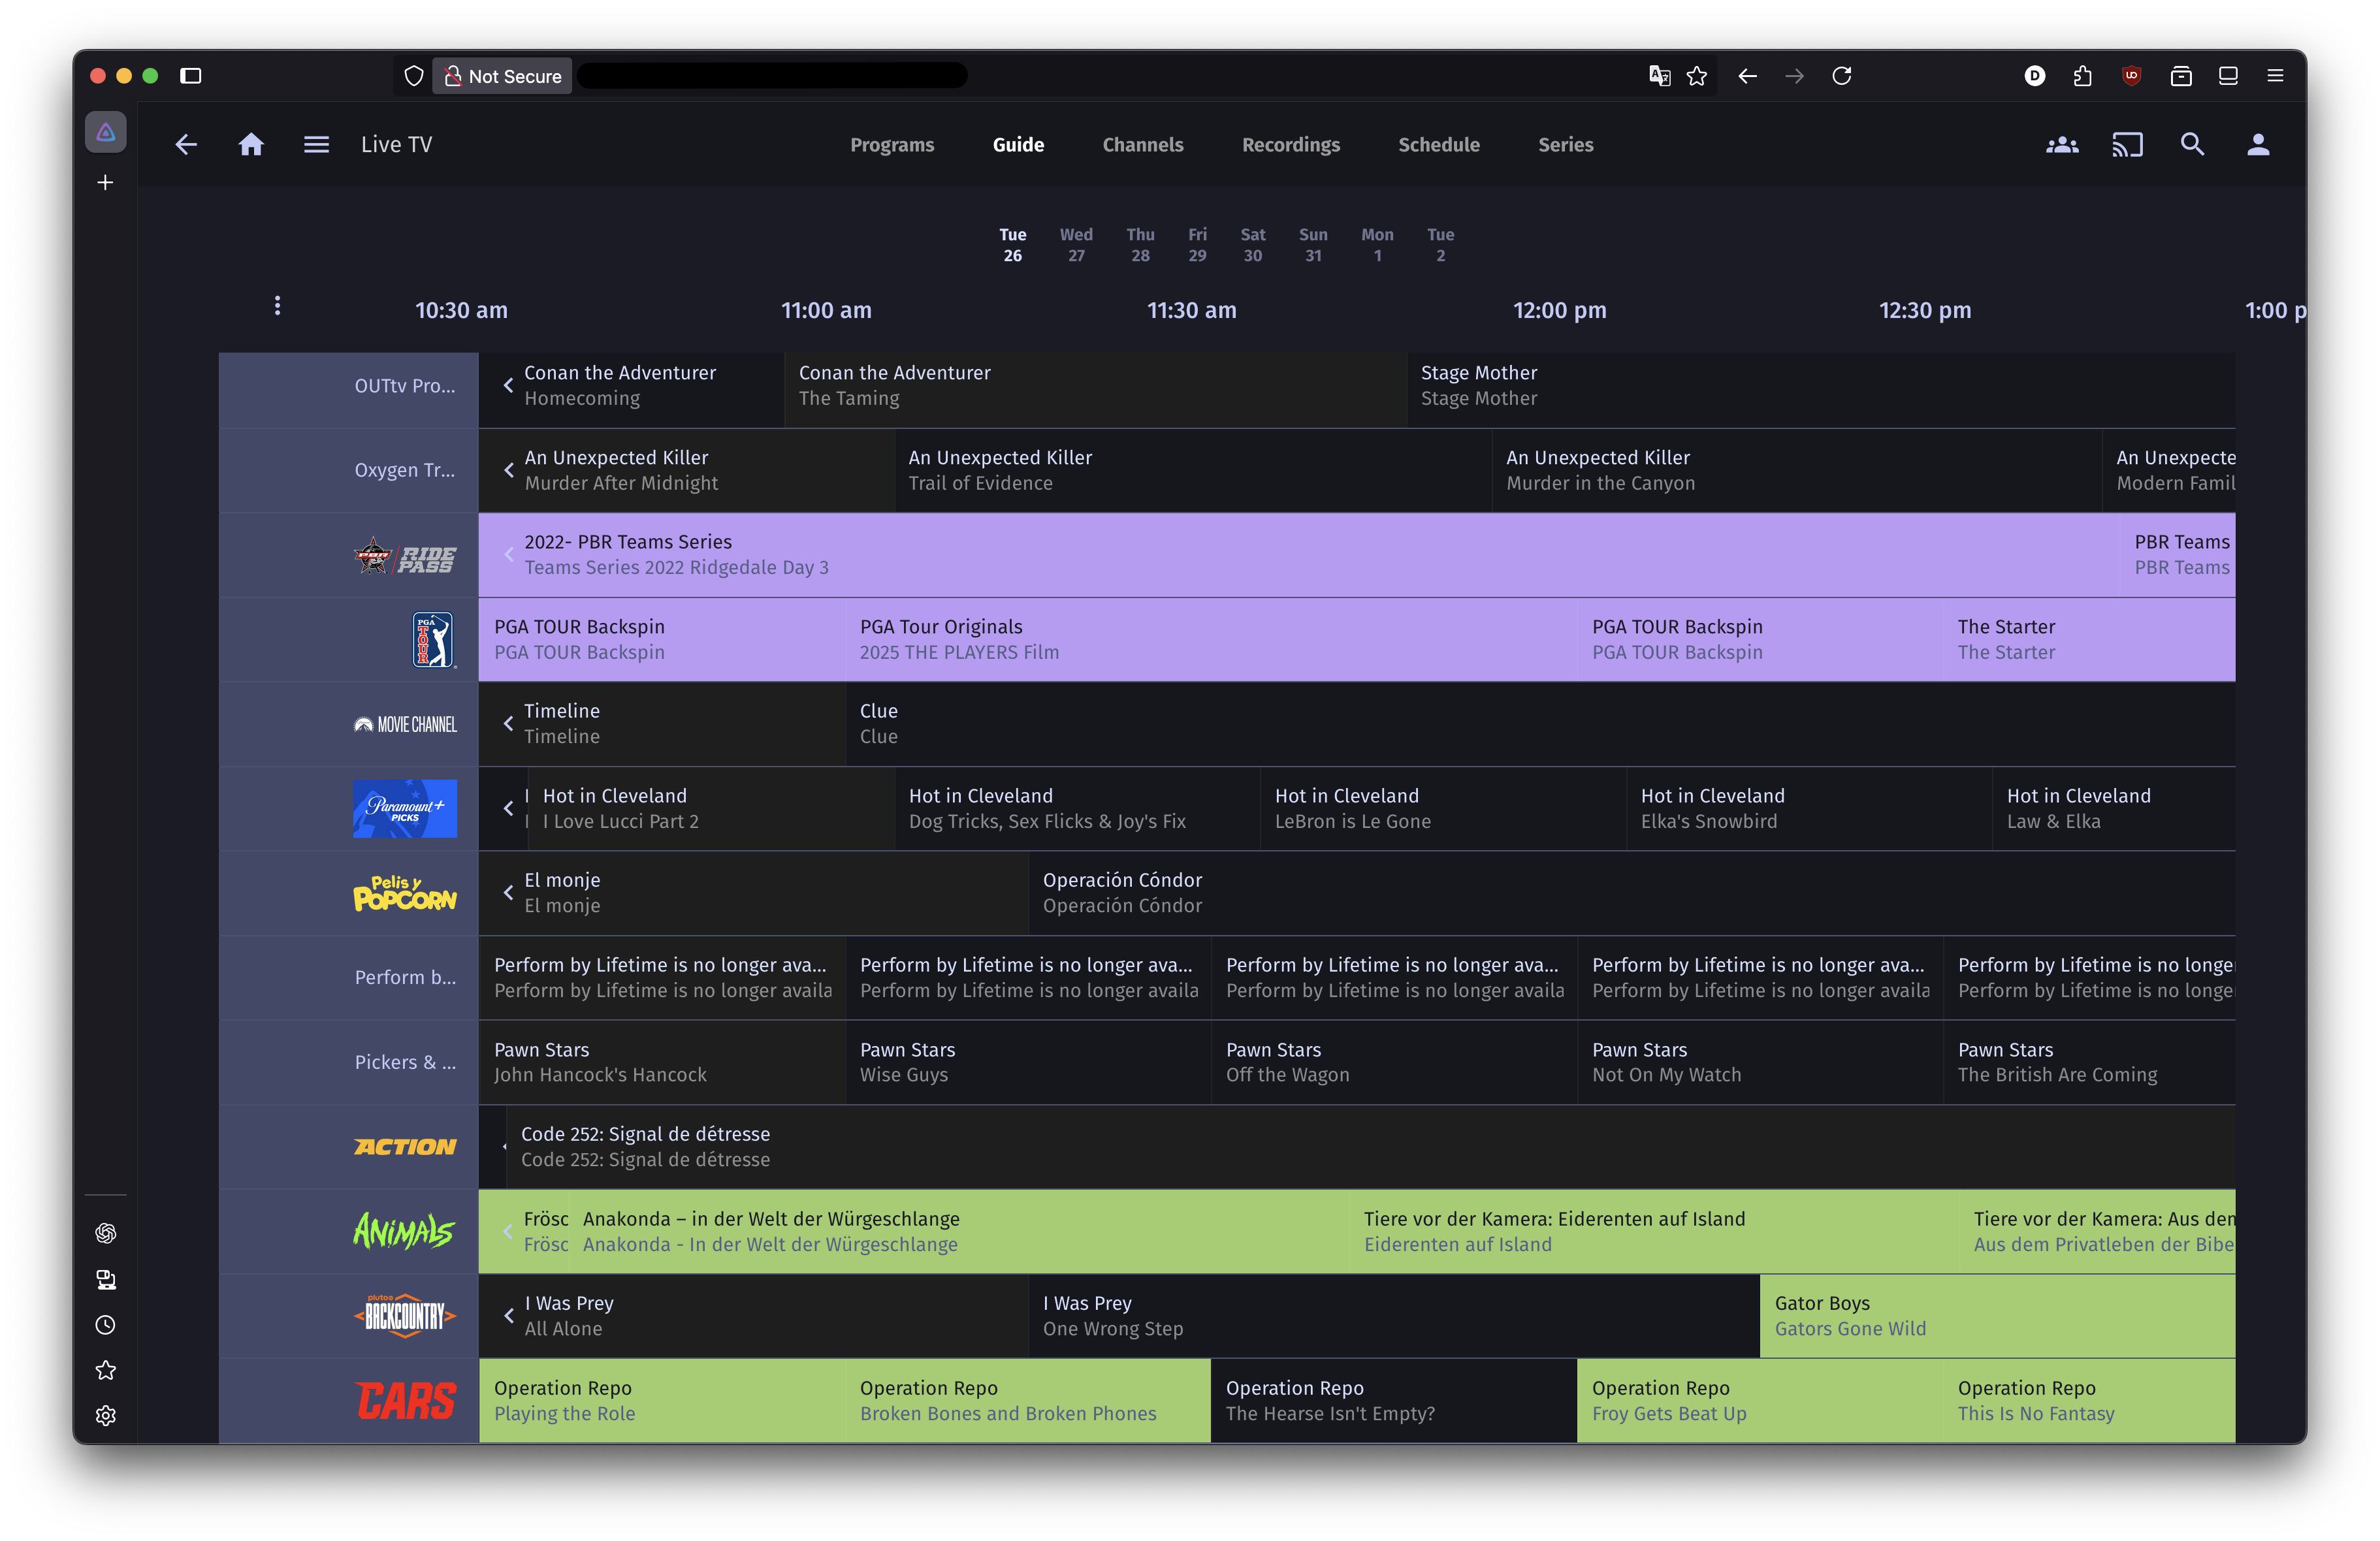 Not Secure
D
Live TV
Programs
Guide
Channels
Recordings
Schedule
Series
Tue Wed Thu Fri Sat Sun Mon Tue
26 27 28 29 30 31 1 2
10:30 am 11:00 am 11:30 am 12:00 pm 12:30 pm 1:00 p
OUTtv Pro...
Conan the Adventurer
Homecoming
Conan the Adventurer
The Taming
Stage Mother
Stage Mother
Oxygen Tr...
An Unexpected Killer
Murder After Midnight
An Unexpected Killer
Trail of Evidence
An Unexpected Killer
Murder in the Canyon
An Unexpecte
Modern Famil
PBR RIDE
PASS
2022- PBR Teams Series
Teams Series 2022 Ridgedale Day 3
PBR Teams
PBR Teams
PGA
TOUR
PGA TOUR Backspin
PGA TOUR Backspin
PGA Tour Originals
2025 THE PLAYERS Film
PGA TOUR Backspin
PGA TOUR Backspin
The Starter
The Starter
MOVIE CHANNEL
Timeline
Timeline
Clue
Clue
Paramount+
PICKS
Hot in Cleveland
I Love Lucci Part 2
Hot in Cleveland
Dog Tricks, Sex Flicks & Joy's Fix
Hot in Cleveland
LeBron is Le Gone
Hot in Cleveland
Elka's Snowbird
Hot in Cleveland
Law & Elka
Pelis y
POPCORN
El monje
El monje
Operación Cóndor
Operación Cóndor
Perform b...
Perform by Lifetime is no longer ava...
Perform by Lifetime is no longer availa
Perform by Lifetime is no longer ava...
Perform by Lifetime is no longer availa
Perform by Lifetime is no longer ava...
Perform by Lifetime is no longer availa
Perform by Lifetime is no longer ava...
Perform by Lifetime is no longer availa
Perform by Lifetime is no longe
Perform by Lifetime is no longe
Pickers & ...
Pawn Stars
John Hancock's Hancock
Pawn Stars
Wise Guys
Pawn Stars
Off the Wagon
Pawn Stars
Not On My Watch
Pawn Stars
The British Are Coming
ACTION
Code 252: Signal de détresse
Code 252: Signal de détresse
ANiMALS
Frösc
Frösc
Anakonda – in der Welt der Würgeschlange
Anakonda - In der Welt der Würgeschlange
Tiere vor der Kamera: Eiderenten auf Island
Eiderenten auf Island
Tiere vor der Kamera: Aus den
Aus dem Privatleben der Bibe
pluto
BACKCOUNTRY
I Was Prey
All Alone
I Was Prey
One Wrong Step
Gator Boys
Gators Gone Wild
CARS
Operation Repo
Playing the Role
Operation Repo
Broken Bones and Broken Phones
Operation Repo
The Hearse Isn't Empty?
Operation Repo
Froy Gets Beat Up
Operation Repo
This Is No Fantasy